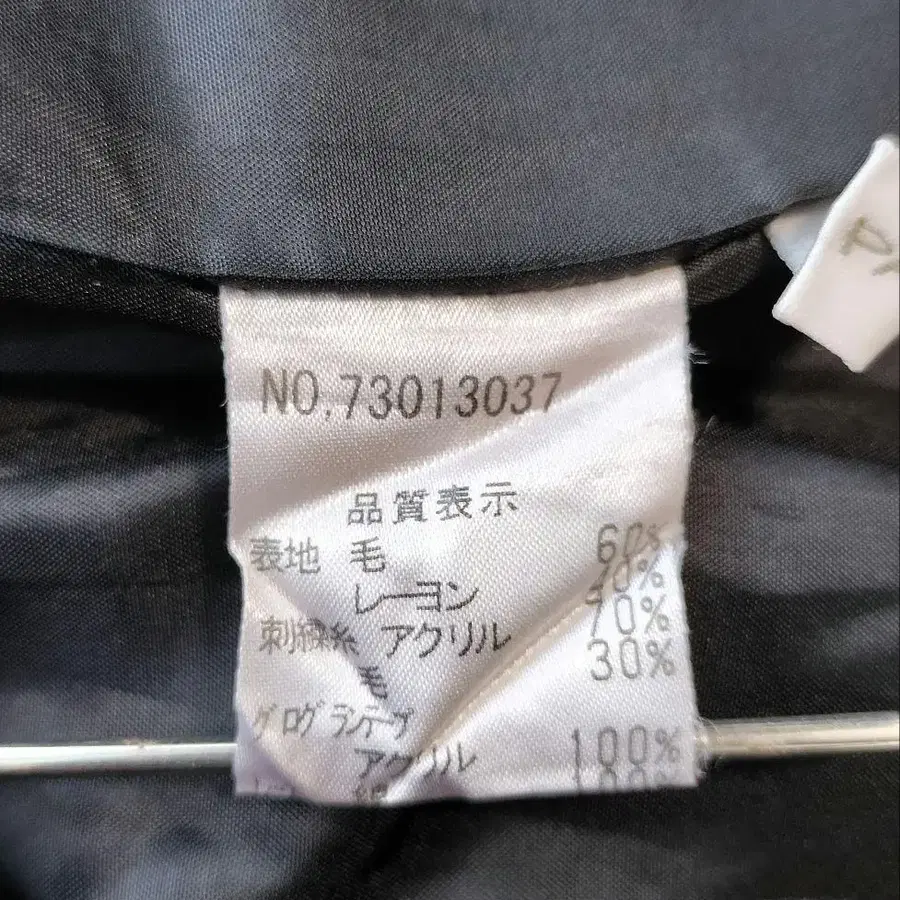 NO.73013037
品質表示
表地 毛 60%
レーヨン 40%
刺繍糸 アクリル 70%
毛 30%
グログランテープ
アクリル 100%
100%